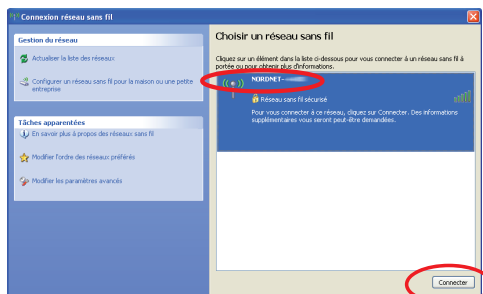 Connexion réseau sans fil
Gestion du réseau
Actualiser la liste des réseaux
Configurer un réseau sans fil pour la maison ou une petite
entreprise
Tâches apparentées
En savoir plus à propos des réseaux sans fil
Modifier l'ordre des réseaux préférés
Modifier les paramètres avancés
Choisir un réseau sans fil
Cliquez sur un élément dans la liste ci-dessous pour vous connecter à un réseau sans fil à
portée ou pour obtenir plus d'informations.
NORDNET-
Réseau sans fil sécurisé
Pour vous connecter à ce réseau, cliquez sur Connecter. Des informations
supplémentaires vous seront peut-être demandées.
Connecter